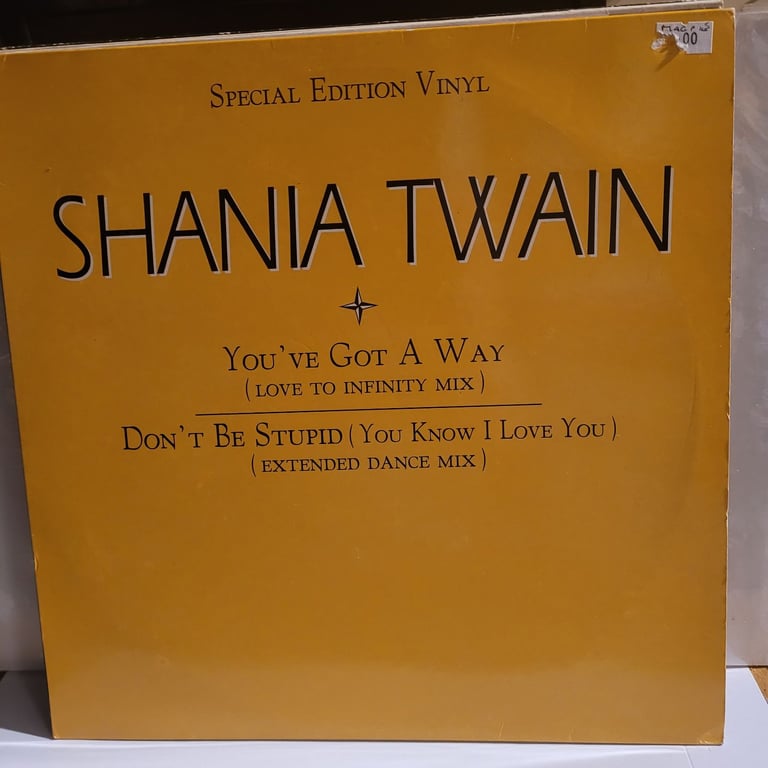 00
SPECIAL EDITION VINYL
SHANIA TWAIN
YOU'VE GOT A WAY
(LOVE TO INFINITY MIX)
DON'T BE STUPID (YOU KNOW I LOVE YOU)
(EXTENDED DANCE MIX)